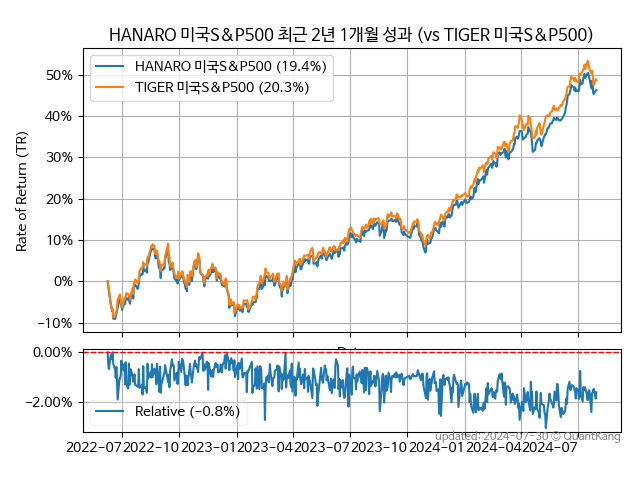 HANARO 미국S&P500 최근 2년 1개월 성과 (vs TIGER 미국S&P500)
HANARO 미국S&P500 (19.4%)
TIGER 미국S&P500 (20.3%)
Rate of Return (TR)
50%
40%
30%
20%
10%
0%
−10%
0.00%
−2.00%
Relative (−0.8%)
updated: 2024-07-30 © QuantKang
2022-07 2022-10 2023-01 2023-04 2023-07 2023-10 2024-01 2024-04 2024-07